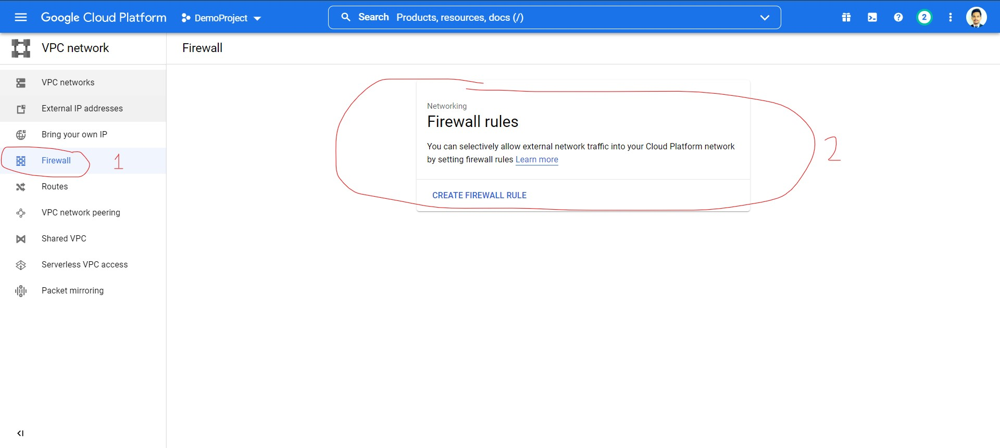 Google Cloud Platform DemoProject Search Products, resources, docs (/) 2
VPC network
Firewall
VPC networks
External IP addresses
Bring your own IP
Firewall 1
Routes
VPC network peering
Shared VPC
Serverless VPC access
Packet mirroring
Networking
Firewall rules
You can selectively allow external network traffic into your Cloud Platform network
by setting firewall rules Learn more
CREATE FIREWALL RULE
2